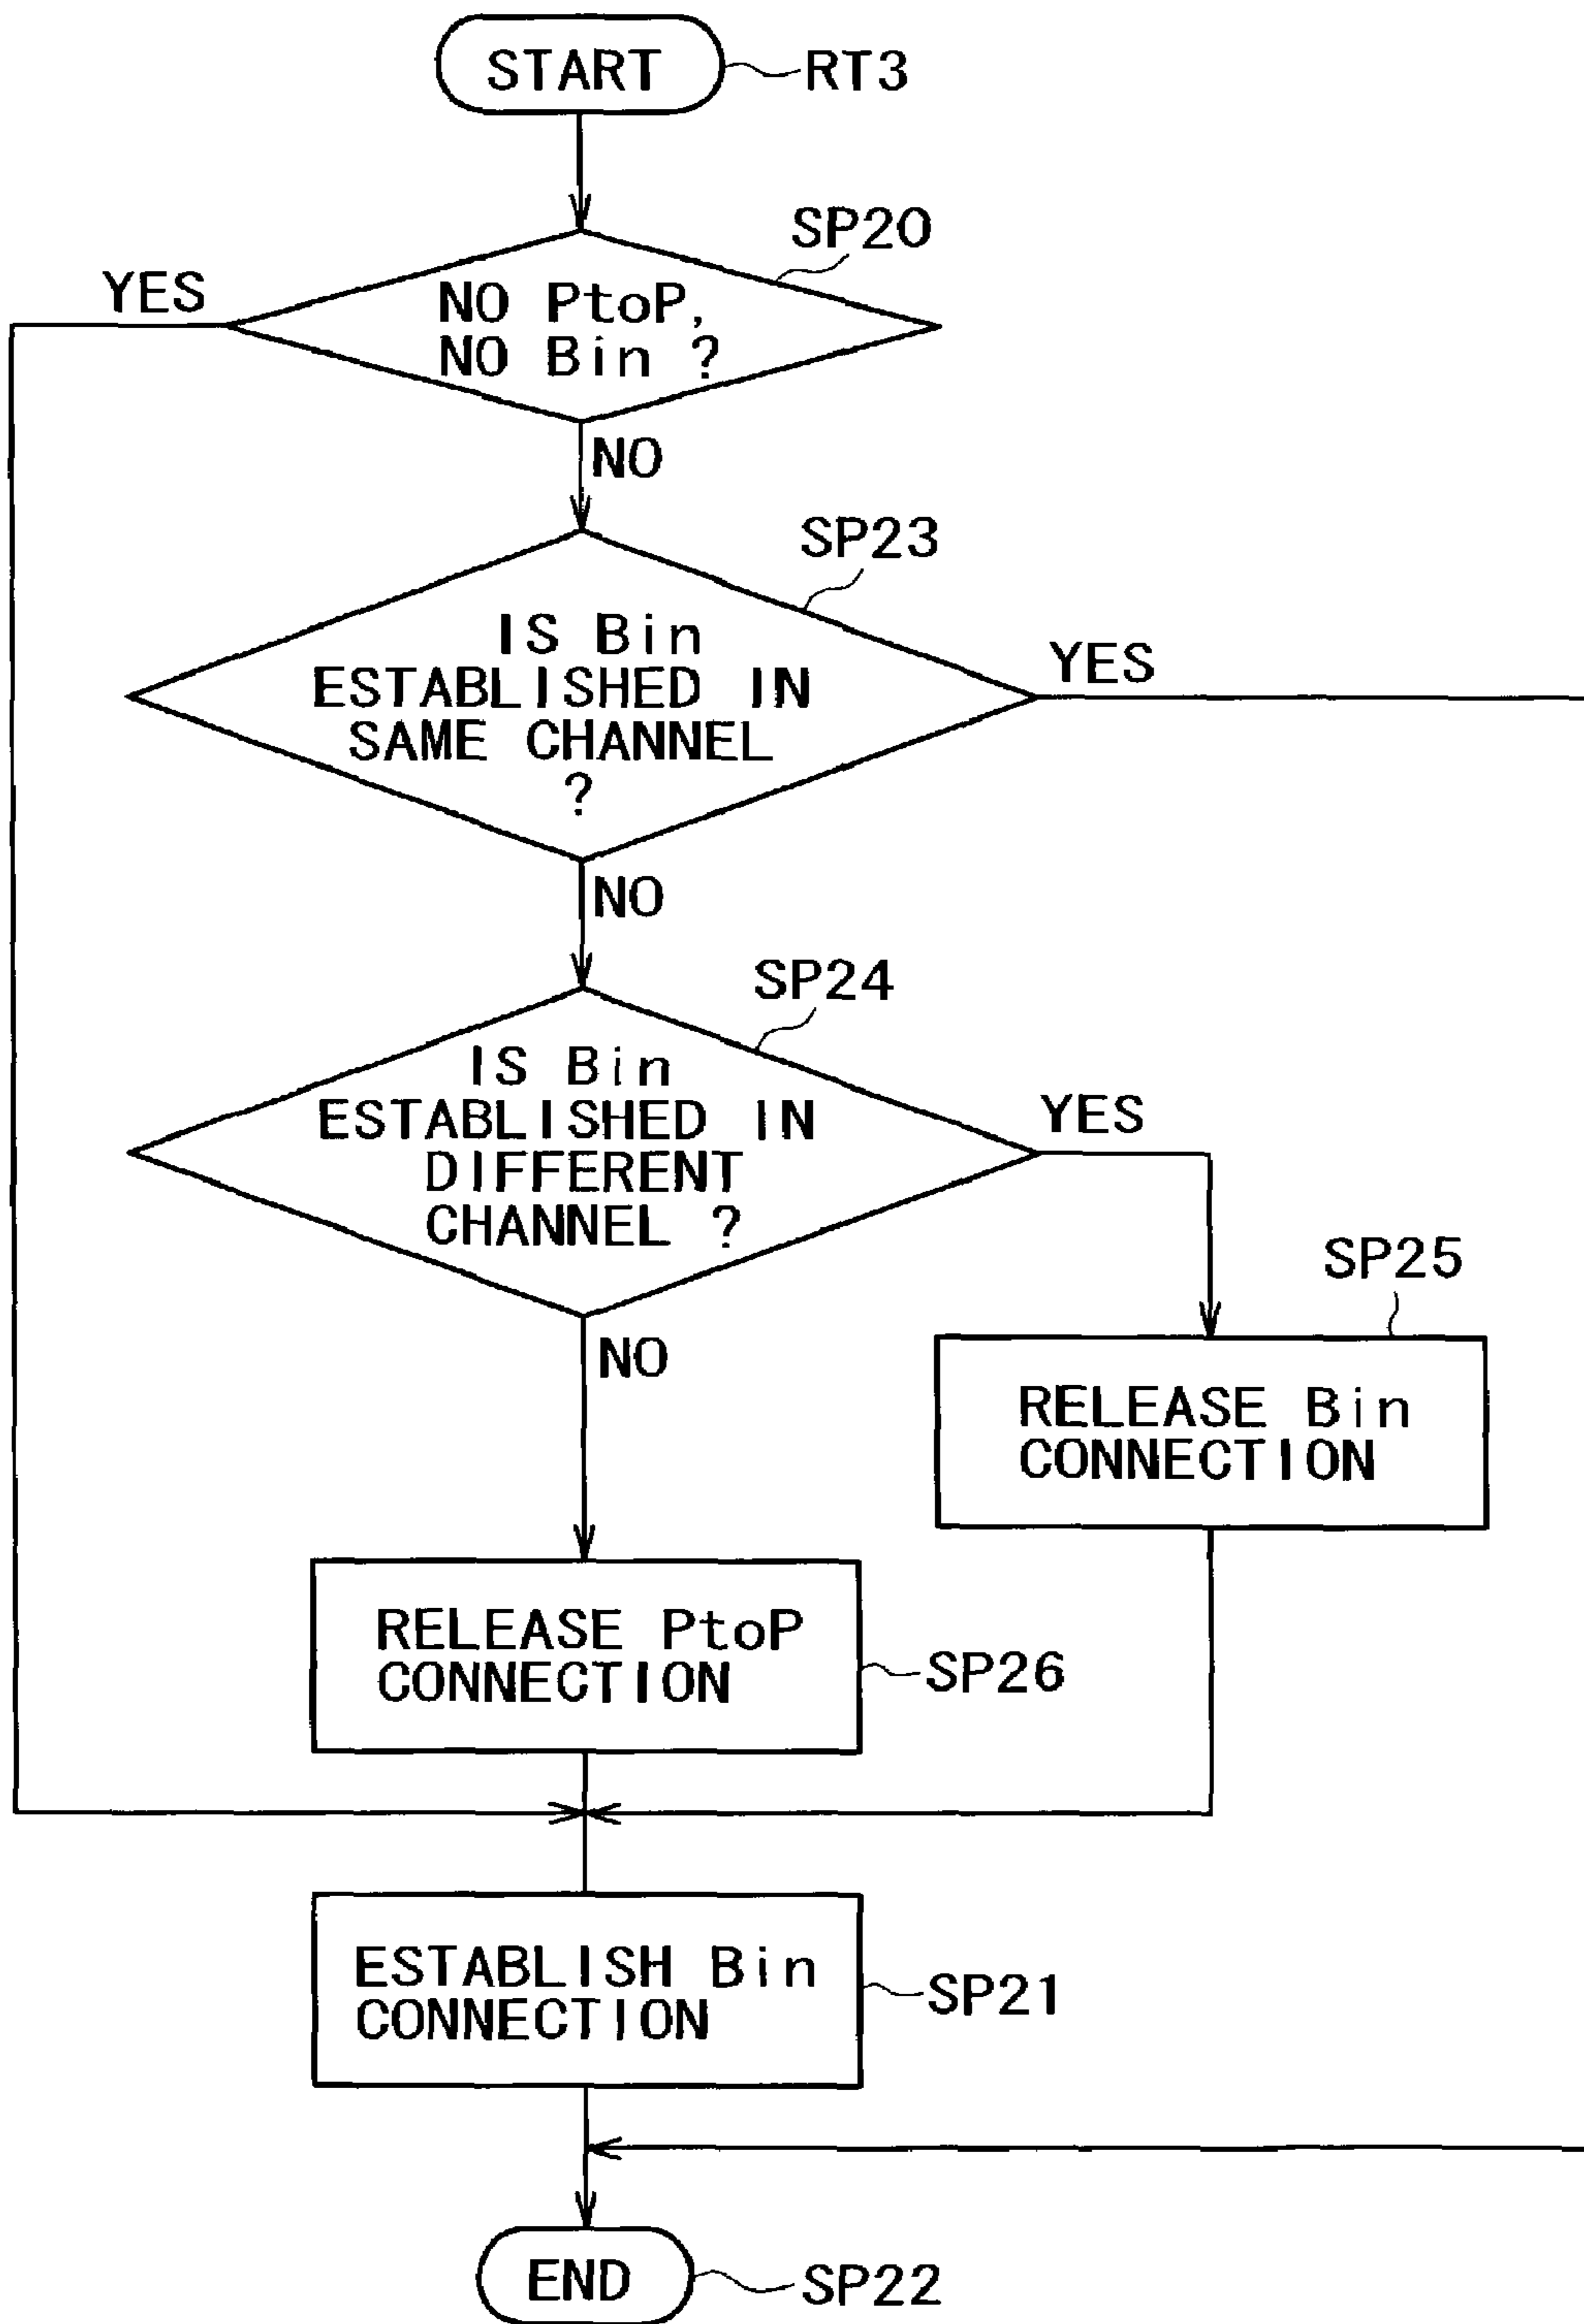 START
RT3
SP20
YES
NO PtoP,
NO Bin ?
NO
SP23
IS Bin
ESTABLISHED IN
SAME CHANNEL
?
YES
NO
SP24
IS Bin
ESTABLISHED IN
DIFFERENT
CHANNEL ?
YES
NO
SP25
RELEASE Bin
CONNECTION
RELEASE PtoP
CONNECTION
SP26
ESTABLISH Bin
CONNECTION
SP21
END
SP22